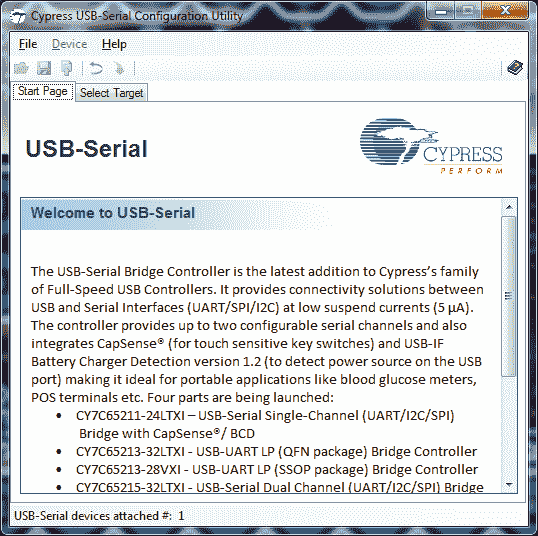 Cypress USB-Serial Configuration Utility
File Device Help
Start Page Select Target
USB-Serial
CYPRESS
PERFORM
Welcome to USB-Serial
The USB-Serial Bridge Controller is the latest addition to Cypress's family
of Full-Speed USB Controllers. It provides connectivity solutions between
USB and Serial Interfaces (UART/SPI/I2C) at low suspend currents (5 µA).
The controller provides up to two configurable serial channels and also
integrates CapSense® (for touch sensitive key switches) and USB-IF
Battery Charger Detection version 1.2 (to detect power source on the USB
port) making it ideal for portable applications like blood glucose meters,
POS terminals etc. Four parts are being launched:
• CY7C65211-24LTXI – USB-Serial Single-Channel (UART/I2C/SPI)
Bridge with CapSense®/ BCD
• CY7C65213-32LTXI - USB-UART LP (QFN package) Bridge Controller
• CY7C65213-28VXI - USB-UART LP (SSOP package) Bridge Controller
• CY7C65215-32LTXI - USB-Serial Dual Channel (UART/I2C/SPI) Bridge
USB-Serial devices attached #: 1